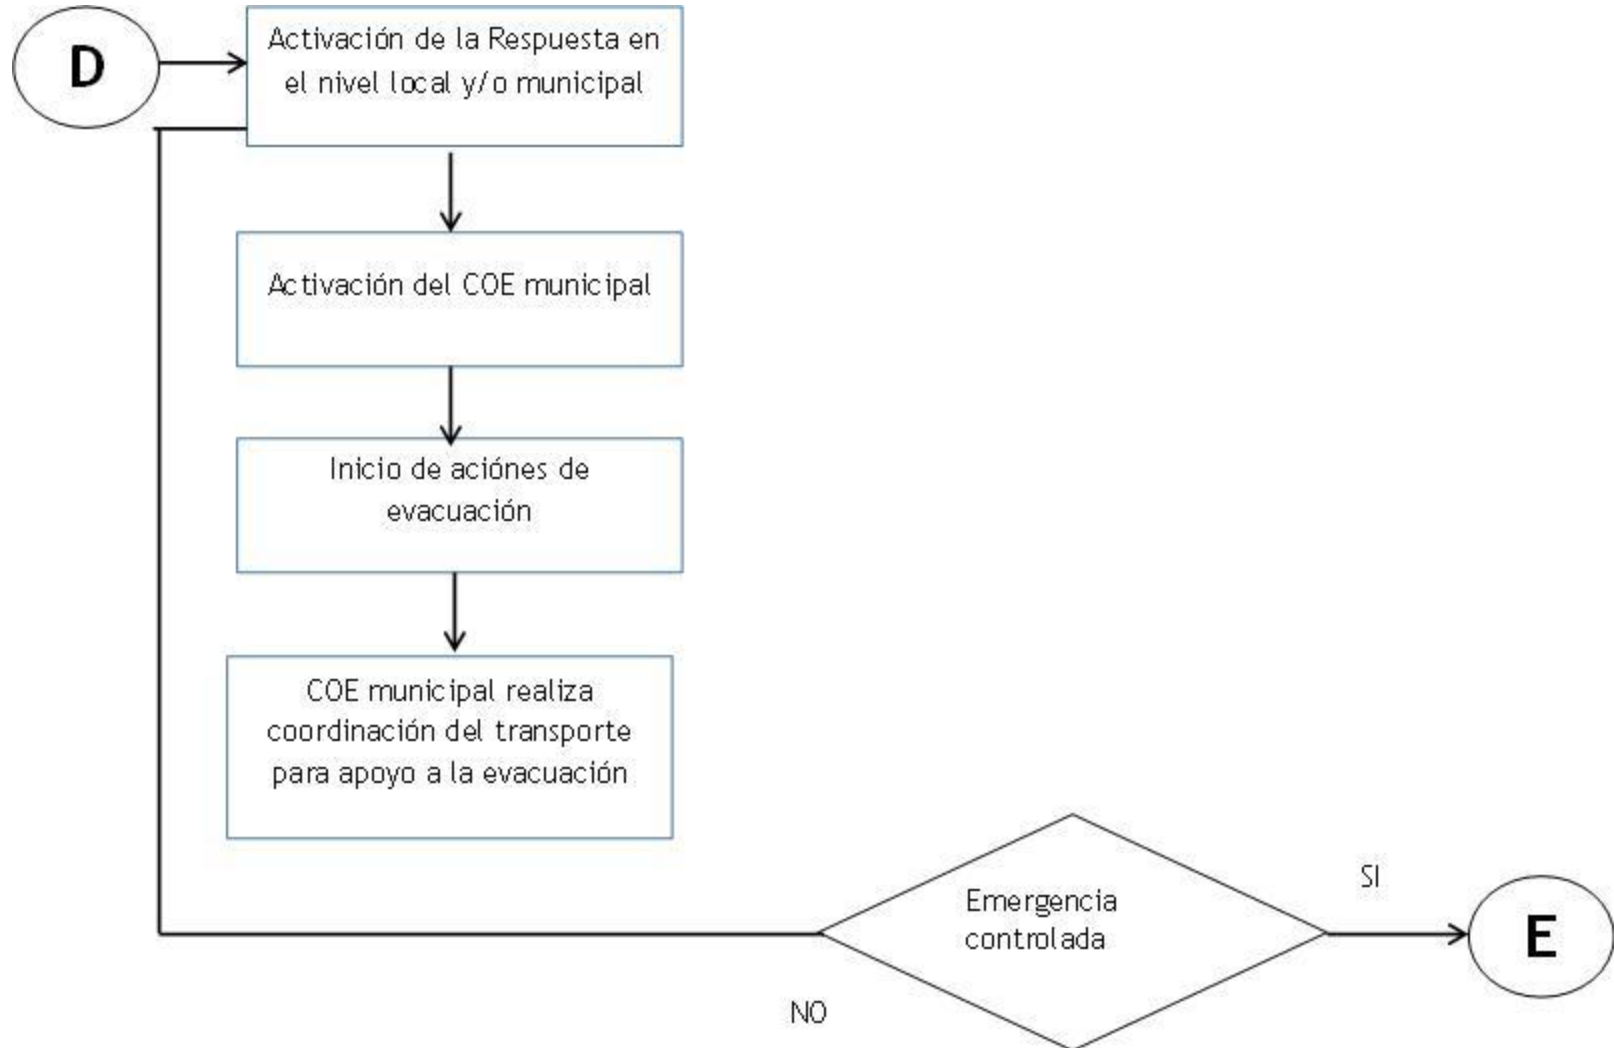 D
Activación de la Respuesta en
el nivel local y/o municipal
Activación del COE municipal
Inicio de aciónes de
evacuación
COE municipal realiza
coordinación del transporte
para apoyo a la evacuación
Emergencia
controlada
SI
E
NO